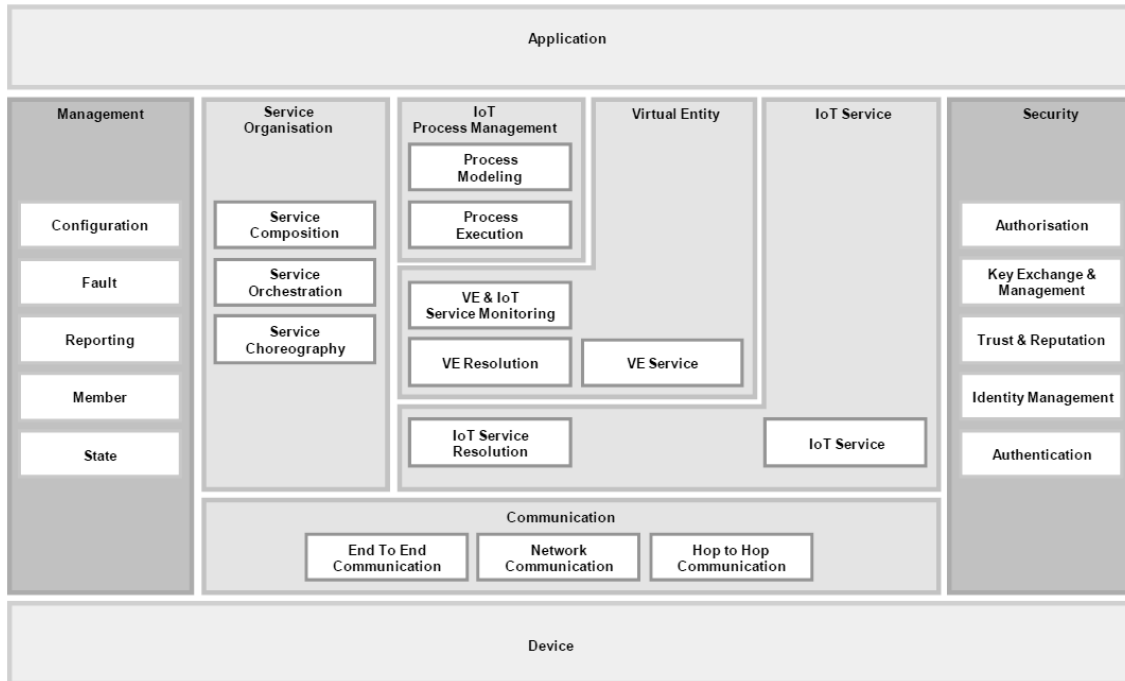 Application
Management
Configuration
Fault
Reporting
Member
State
Service
Organisation
Service
Composition
Service
Orchestration
Service
Choreography
IoT
Process Management
Process
Modeling
Process
Execution
Virtual Entity
VE & IoT
Service Monitoring
VE Resolution
VE Service
IoT Service
IoT Service
Resolution
IoT Service
Communication
End To End
Communication
Network
Communication
Hop to Hop
Communication
Security
Authorisation
Key Exchange &
Management
Trust & Reputation
Identity Management
Authentication
Device